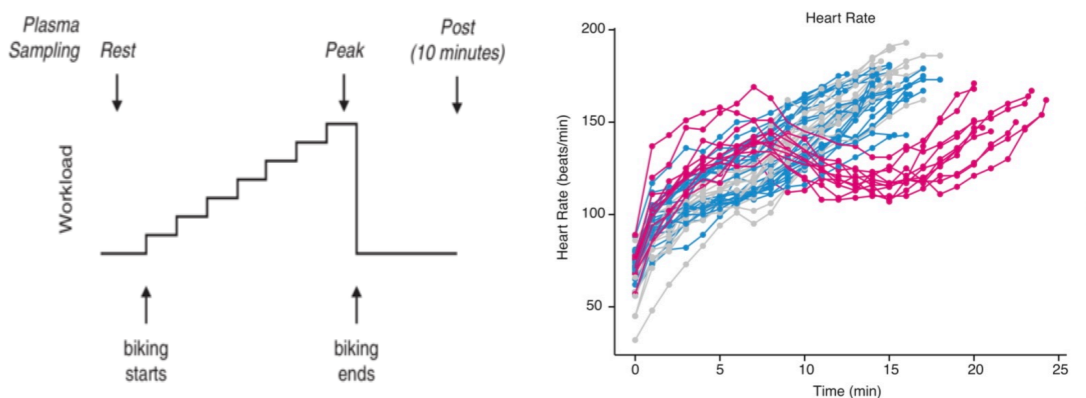 Plasma
Sampling
Rest
Peak
Post
(10 minutes)
Workload
biking
starts
biking
ends
Heart Rate
Heart Rate (beats/min)
200
150
100
50
0
5
10
15
20
25
Time (min)